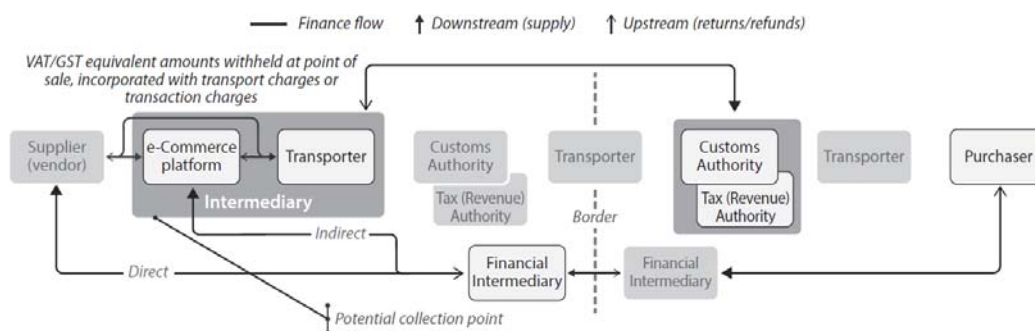 Finance flow
Downstream (supply)
Upstream (returns/refunds)
VAT/GST equivalent amounts withheld at point
of sale, incorporated with transport charges or
transaction charges
Supplier
(vendor)
e-Commerce
platform
Transporter
Intermediary
Customs
Authority
Tax (Revenue)
Authority
Transporter
Border
Customs
Authority
Tax (Revenue)
Authority
Transporter
Purchaser
Indirect
Direct
Financial
Intermediary
Financial
Intermediary
Potential collection point